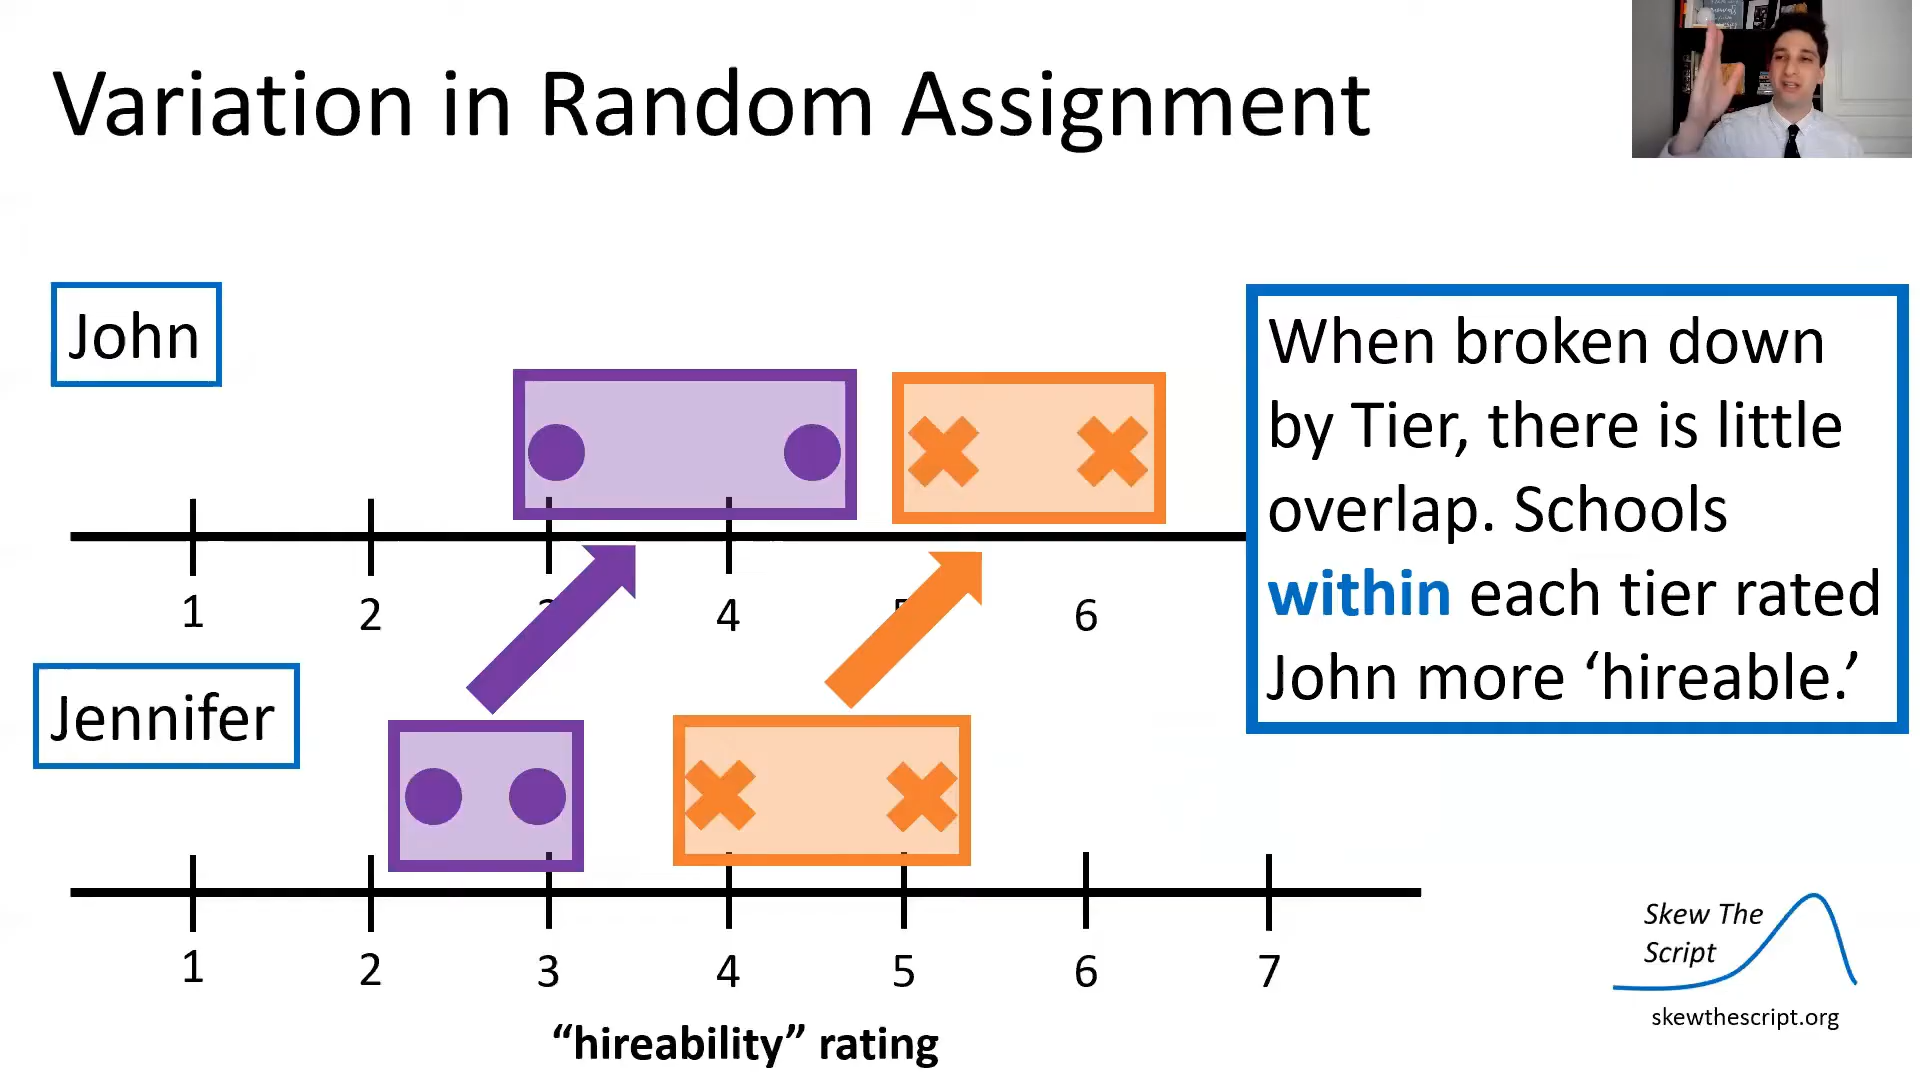 Variation in Random Assignment
John
When broken down
by Tier, there is little
overlap. Schools
within each tier rated
John more ‘hireable.’
1 2 4 6
Jennifer
1 2 3 4 5 6 7
“hireability” rating
Skew The
Script
skewthescript.org